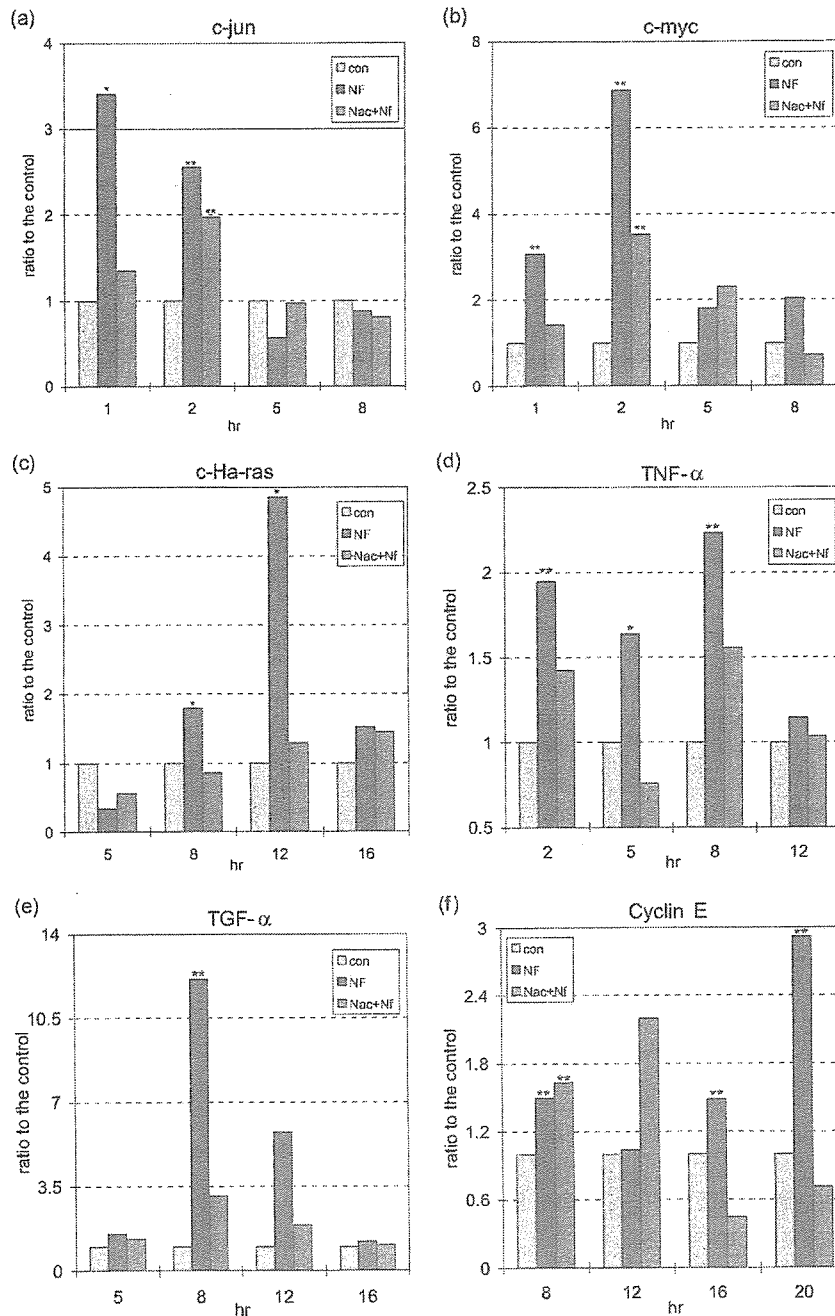 (a)
c-jun
4
3
2
1
0
ratio to the control
con
NF
Nac+Nf
*
**
**
1 2 5 8
hr
(b)
c-myc
8
6
4
2
0
ratio to the control
con
NF
Nac+Nf
**
**
**
1 2 5 8
hr
(c)
c-Ha-ras
5
4
3
2
1
0
ratio to the control
con
NF
Nac+Nf
*
*
5 8 12 16
hr
(d)
TNF-α
2.5
2
1.5
1
0.5
ratio to the control
con
NF
Nac+Nf
**
*
**
2 5 8 12
hr
(e)
TGF-α
14
10.5
7
3.5
0
ratio to the control
con
NF
Nac+Nf
**
5 8 12 16
hr
(f)
Cyclin E
3
2.4
1.8
1.2
0.6
0
ratio to the control
con
NF
Nac+Nf
**
**
**
**
8 12 16 20
hr